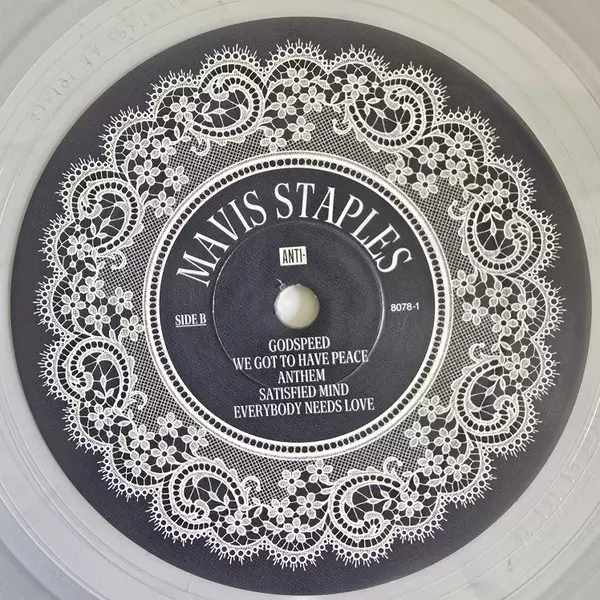 MAVIS STAPLES
ANTI-
SIDE B
8078-1
GODSPEED
WE GOT TO HAVE PEACE
ANTHEM
SATISFIED MIND
EVERYBODY NEEDS LOVE